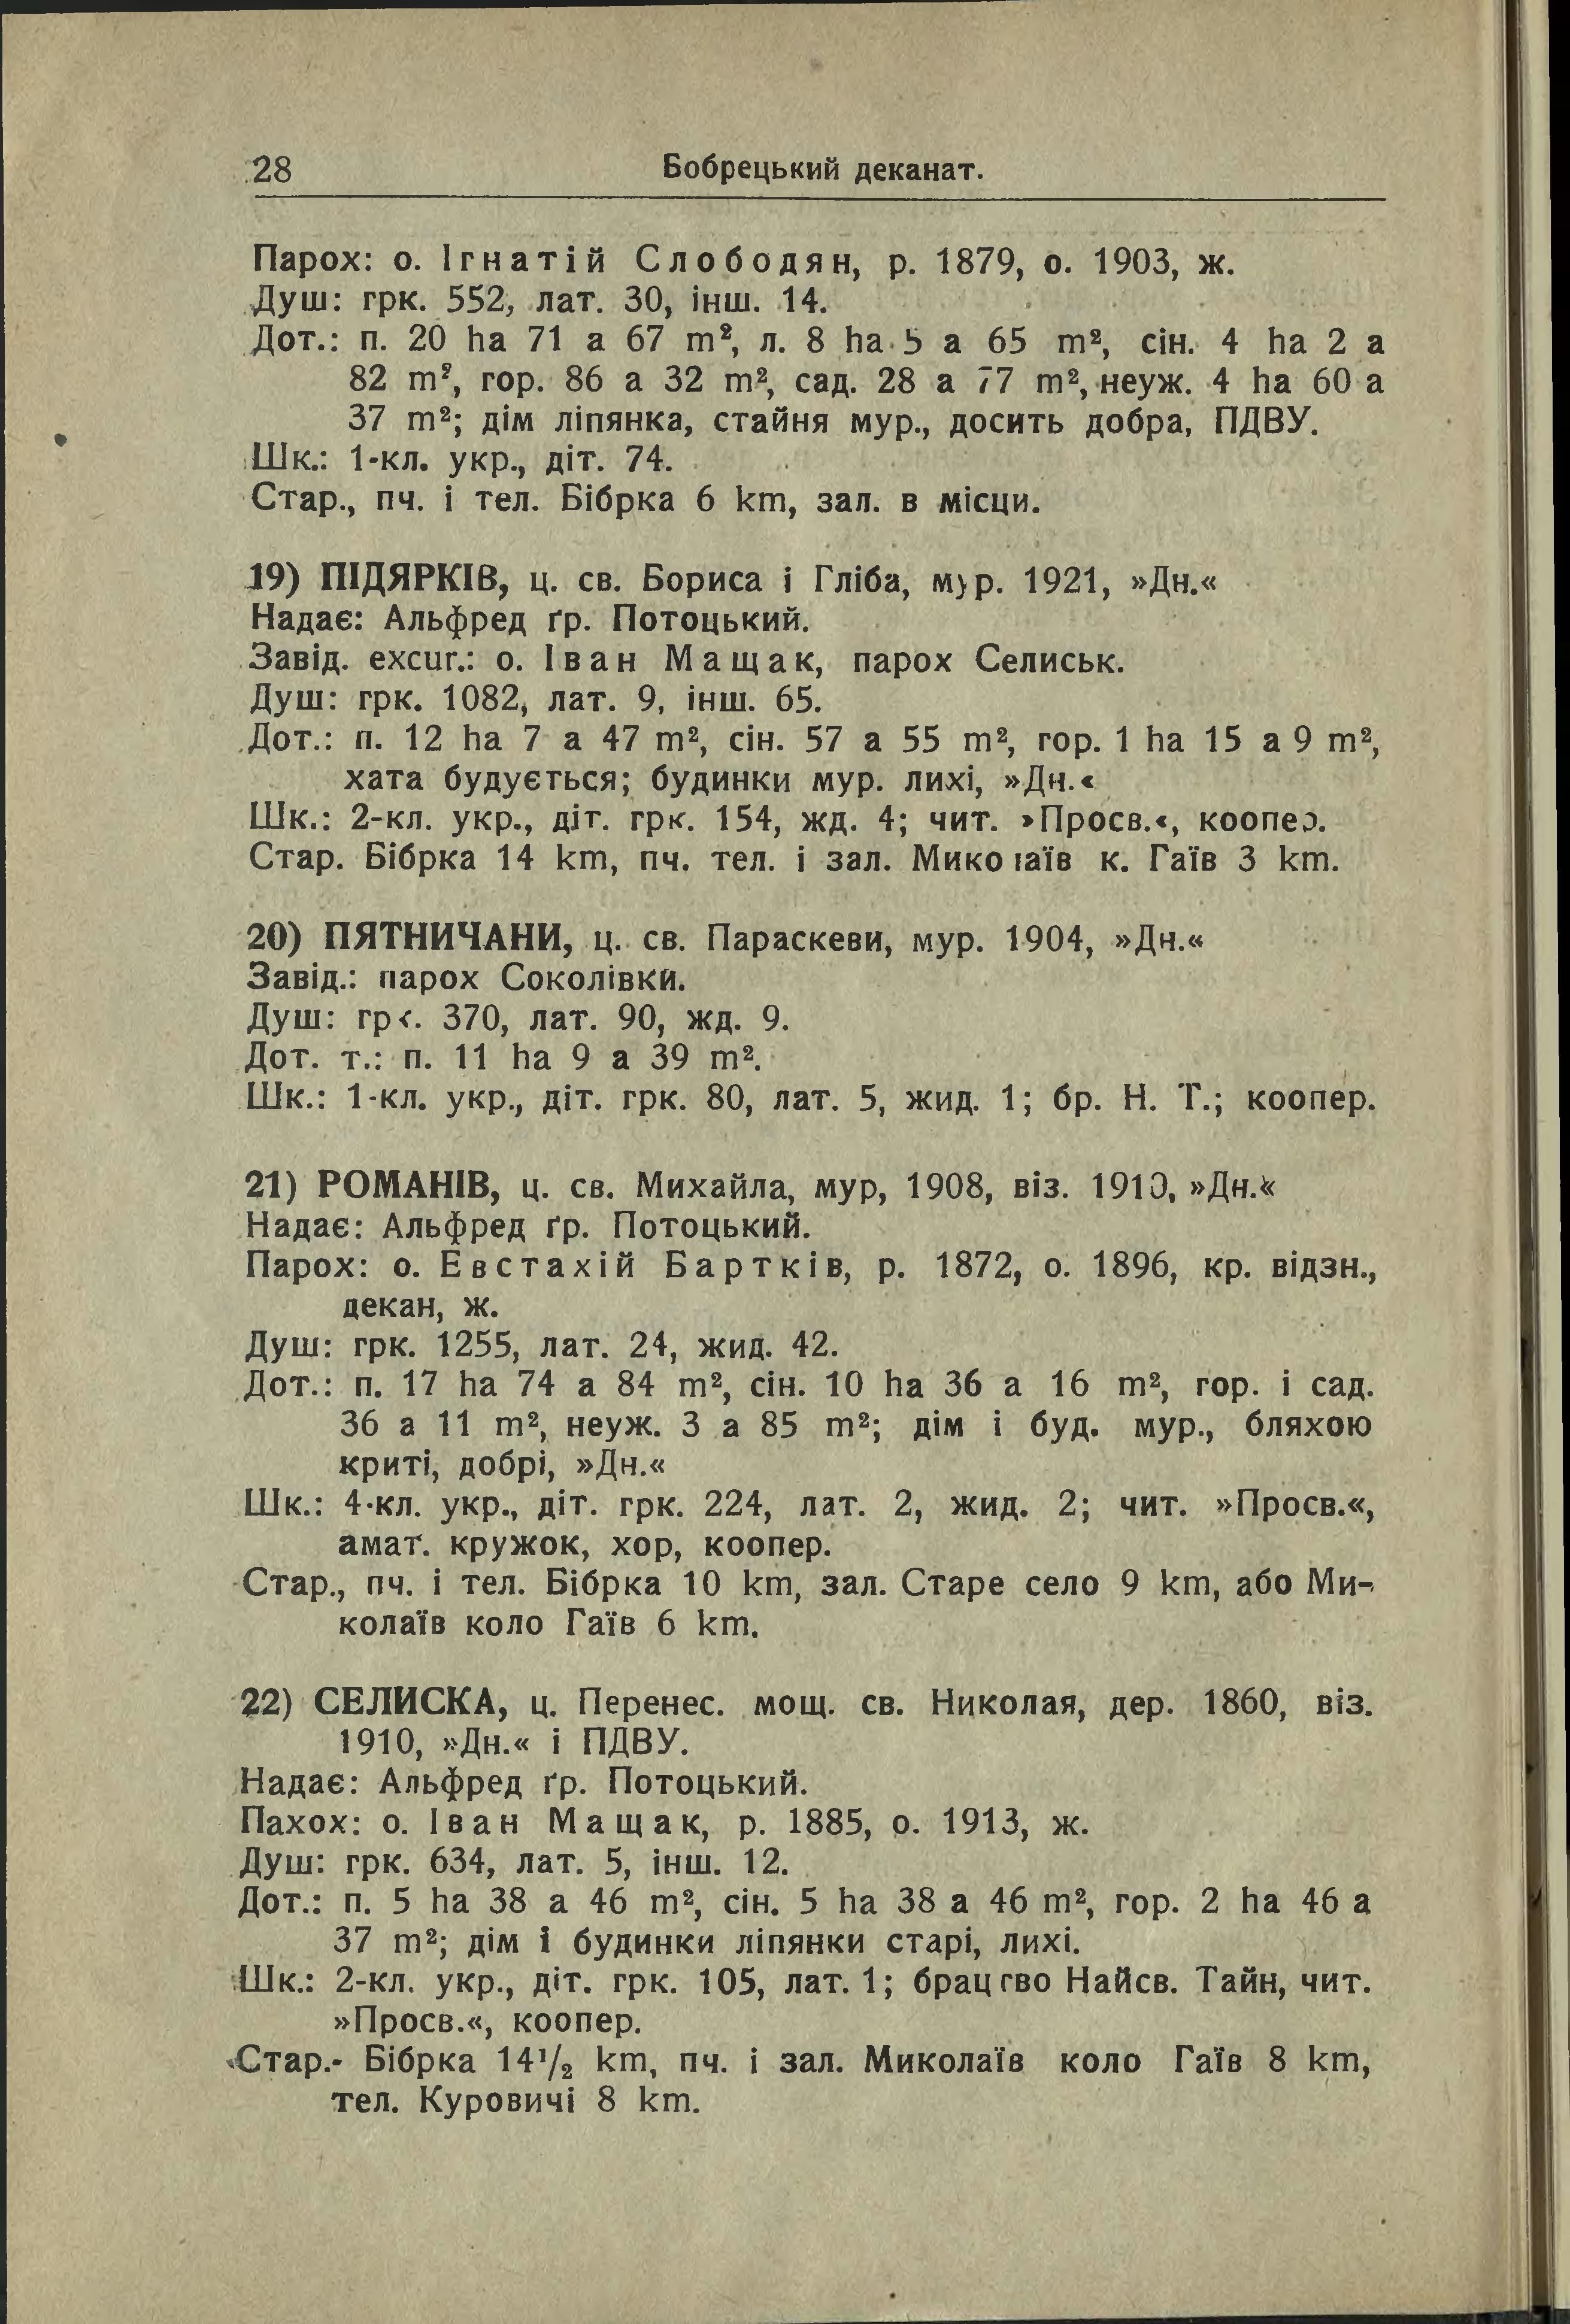 28
Бобрецький деканат.
Парох: о. Ігнатій Слободян, р. 1879, о. 1903, ж.
Душ: грк. 552, лат. 30, інш. 14.
Дот.: п. 20 ha 71 a 67 m², л. 8 ha 5 a 65 m², сін. 4 ha 2 a
82 m², гор. 86 a 32 m², сад. 28 a 77 m², неуж. 4 ha 60 a
37 m²; дім ліпянка, стайня мур., досить добра, ПДВУ.
Шк.: 1-кл. укр., діт. 74.
Стар., пч. і тел. Бібрка 6 km, зал. в місци.
19) ПІДЯРКІВ, ц. св. Бориса і Гліба, мур. 1921, »Дн.«
Надає: Альфред ґр. Потоцький.
Завід. excur.: о. Іван Мащак, парох Селиськ.
Душ: грк. 1082, лат. 9, інш. 65.
Дот.: п. 12 ha 7 a 47 m², сін. 57 a 55 m², гор. 1 ha 15 a 9 m²,
хата будується; будинки мур. лихі, »Дн.«
Шк.: 2-кл. укр., діт. грк. 154, жд. 4; чит. »Просв.«, коопер.
Стар. Бібрка 14 km, пч. тел. і зал. Миколаїв к. Гаїв 3 km.
20) ПЯТНИЧАНИ, ц. св. Параскеви, мур. 1904, »Дн.«
Завід.: парох Соколівки.
Душ: грк. 370, лат. 90, жд. 9.
Дот. т.: п. 11 ha 9 a 39 m².
Шк.: 1-кл. укр., діт. грк. 80, лат. 5, жид. 1; бр. Н. Т.; коопер.
21) РОМАНІВ, ц. св. Михайла, мур, 1908, віз. 1910, »Дн.«
Надає: Альфред ґр. Потоцький.
Парох: о. Евстахій Бартків, р. 1872, о. 1896, кр. відзн.,
декан, ж.
Душ: грк. 1255, лат. 24, жид. 42.
Дот.: п. 17 ha 74 a 84 m², сін. 10 ha 36 a 16 m², гор. і сад.
36 a 11 m², неуж. 3 a 85 m²; дім і буд. мур., бляхою
криті, добрі, »Дн.«
Шк.: 4-кл. укр., діт. грк. 224, лат. 2, жид. 2; чит. »Просв.«,
амат. кружок, хор, коопер.
Стар., пч. і тел. Бібрка 10 km, зал. Старе село 9 km, або Ми-
колаїв коло Гаїв 6 km.
22) СЕЛИСКА, ц. Перенес. мощ. св. Николая, дер. 1860, віз.
1910, »Дн.« і ПДВУ.
Надає: Альфред ґр. Потоцький.
Пахох: о. Іван Мащак, р. 1885, о. 1913, ж.
Душ: грк. 634, лат. 5, інш. 12.
Дот.: п. 5 ha 38 a 46 m², сін. 5 ha 38 a 46 m², гор. 2 ha 46 a
37 m²; дім і будинки ліпянки старі, лихі.
Шк.: 2-кл. укр., діт. грк. 105, лат. 1; брацтво Найсв. Тайн, чит.
»Просв.«, коопер.
Стар.- Бібрка 14½ km, пч. і зал. Миколаїв коло Гаїв 8 km,
тел. Куровичі 8 km.